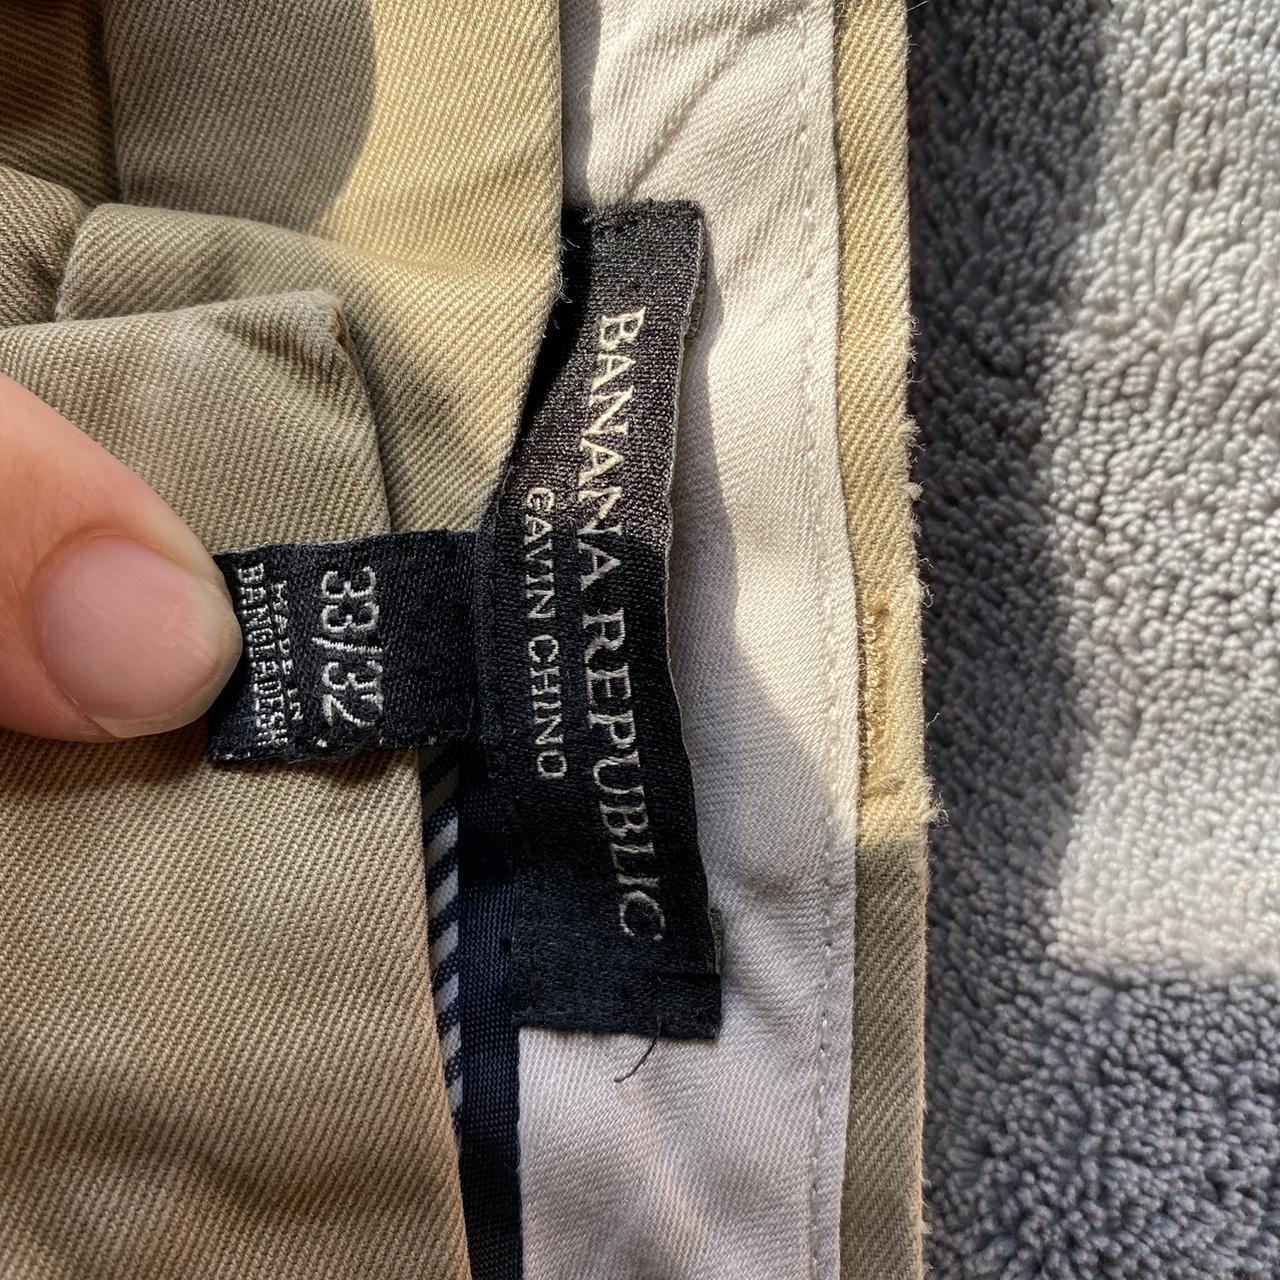 BANANA REPUBLIC
GAVIN CHINO
33/32
MADE IN
BANGLADESH